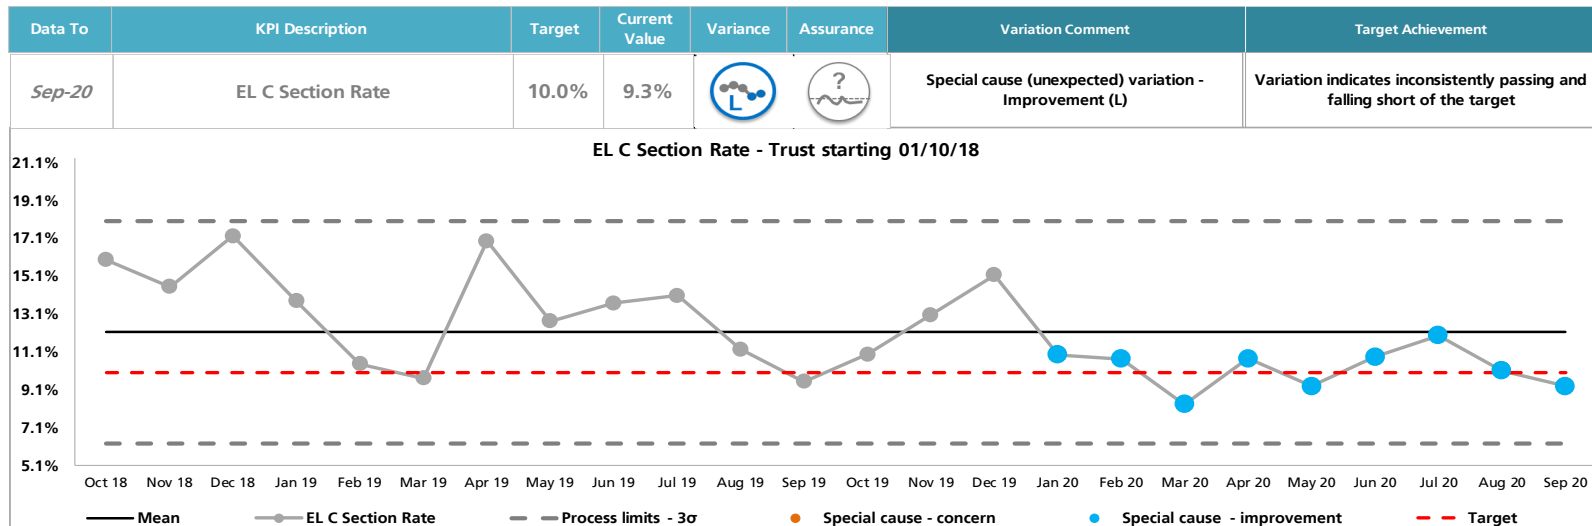 Data To KPI Description Target Current Value Variance Assurance Variation Comment Target Achievement
Sep-20 EL C Section Rate 10.0% 9.3% L ? Special cause (unexpected) variation - Improvement (L) Variation indicates inconsistently passing and falling short of the target
EL C Section Rate - Trust starting 01/10/18
21.1%
19.1%
17.1%
15.1%
13.1%
11.1%
9.1%
7.1%
5.1%
Oct 18 Nov 18 Dec 18 Jan 19 Feb 19 Mar 19 Apr 19 May 19 Jun 19 Jul 19 Aug 19 Sep 19 Oct 19 Nov 19 Dec 19 Jan 20 Feb 20 Mar 20 Apr 20 May 20 Jun 20 Jul 20 Aug 20 Sep 20
Mean EL C Section Rate Process limits - 3σ Special cause - concern Special cause - improvement Target